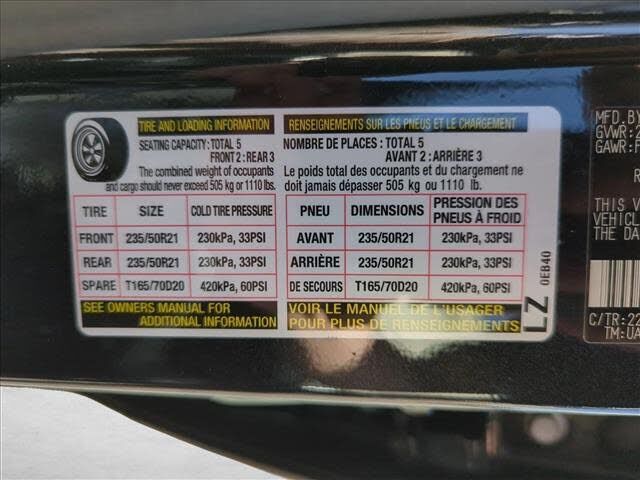 TIRE AND LOADING INFORMATION
SEATING CAPACITY: TOTAL 5
FRONT 2 : REAR 3
The combined weight of occupants
and cargo should never exceed 505 kg or 1110 lbs.
TIRE SIZE COLD TIRE PRESSURE
FRONT 235/50R21 230kPa, 33PSI
REAR 235/50R21 230kPa, 33PSI
SPARE T165/70D20 420kPa, 60PSI
SEE OWNERS MANUAL FOR
ADDITIONAL INFORMATION
RENSEIGNEMENTS SUR LES PNEUS ET LE CHARGEMENT
NOMBRE DE PLACES: TOTAL 5
AVANT 2 : ARRIÈRE 3
Le poids total des occupants et du chargement ne
doit jamais dépasser 505 kg ou 1110 lb.
PNEU DIMENSIONS PRESSION DES PNEUS À FROID
AVANT 235/50R21 230kPa, 33PSI
ARRIÈRE 235/50R21 230kPa, 33PSI
DE SECOURS T165/70D20 420kPa, 60PSI
VOIR LE MANUEL DE L'USAGER
POUR PLUS DE RENSEIGNEMENTS
LZ
0EB40
MFD.BY
GVWR:
GAWR:F
THIS V
VEHICL
THE DA
C/TR:22
TM:UA